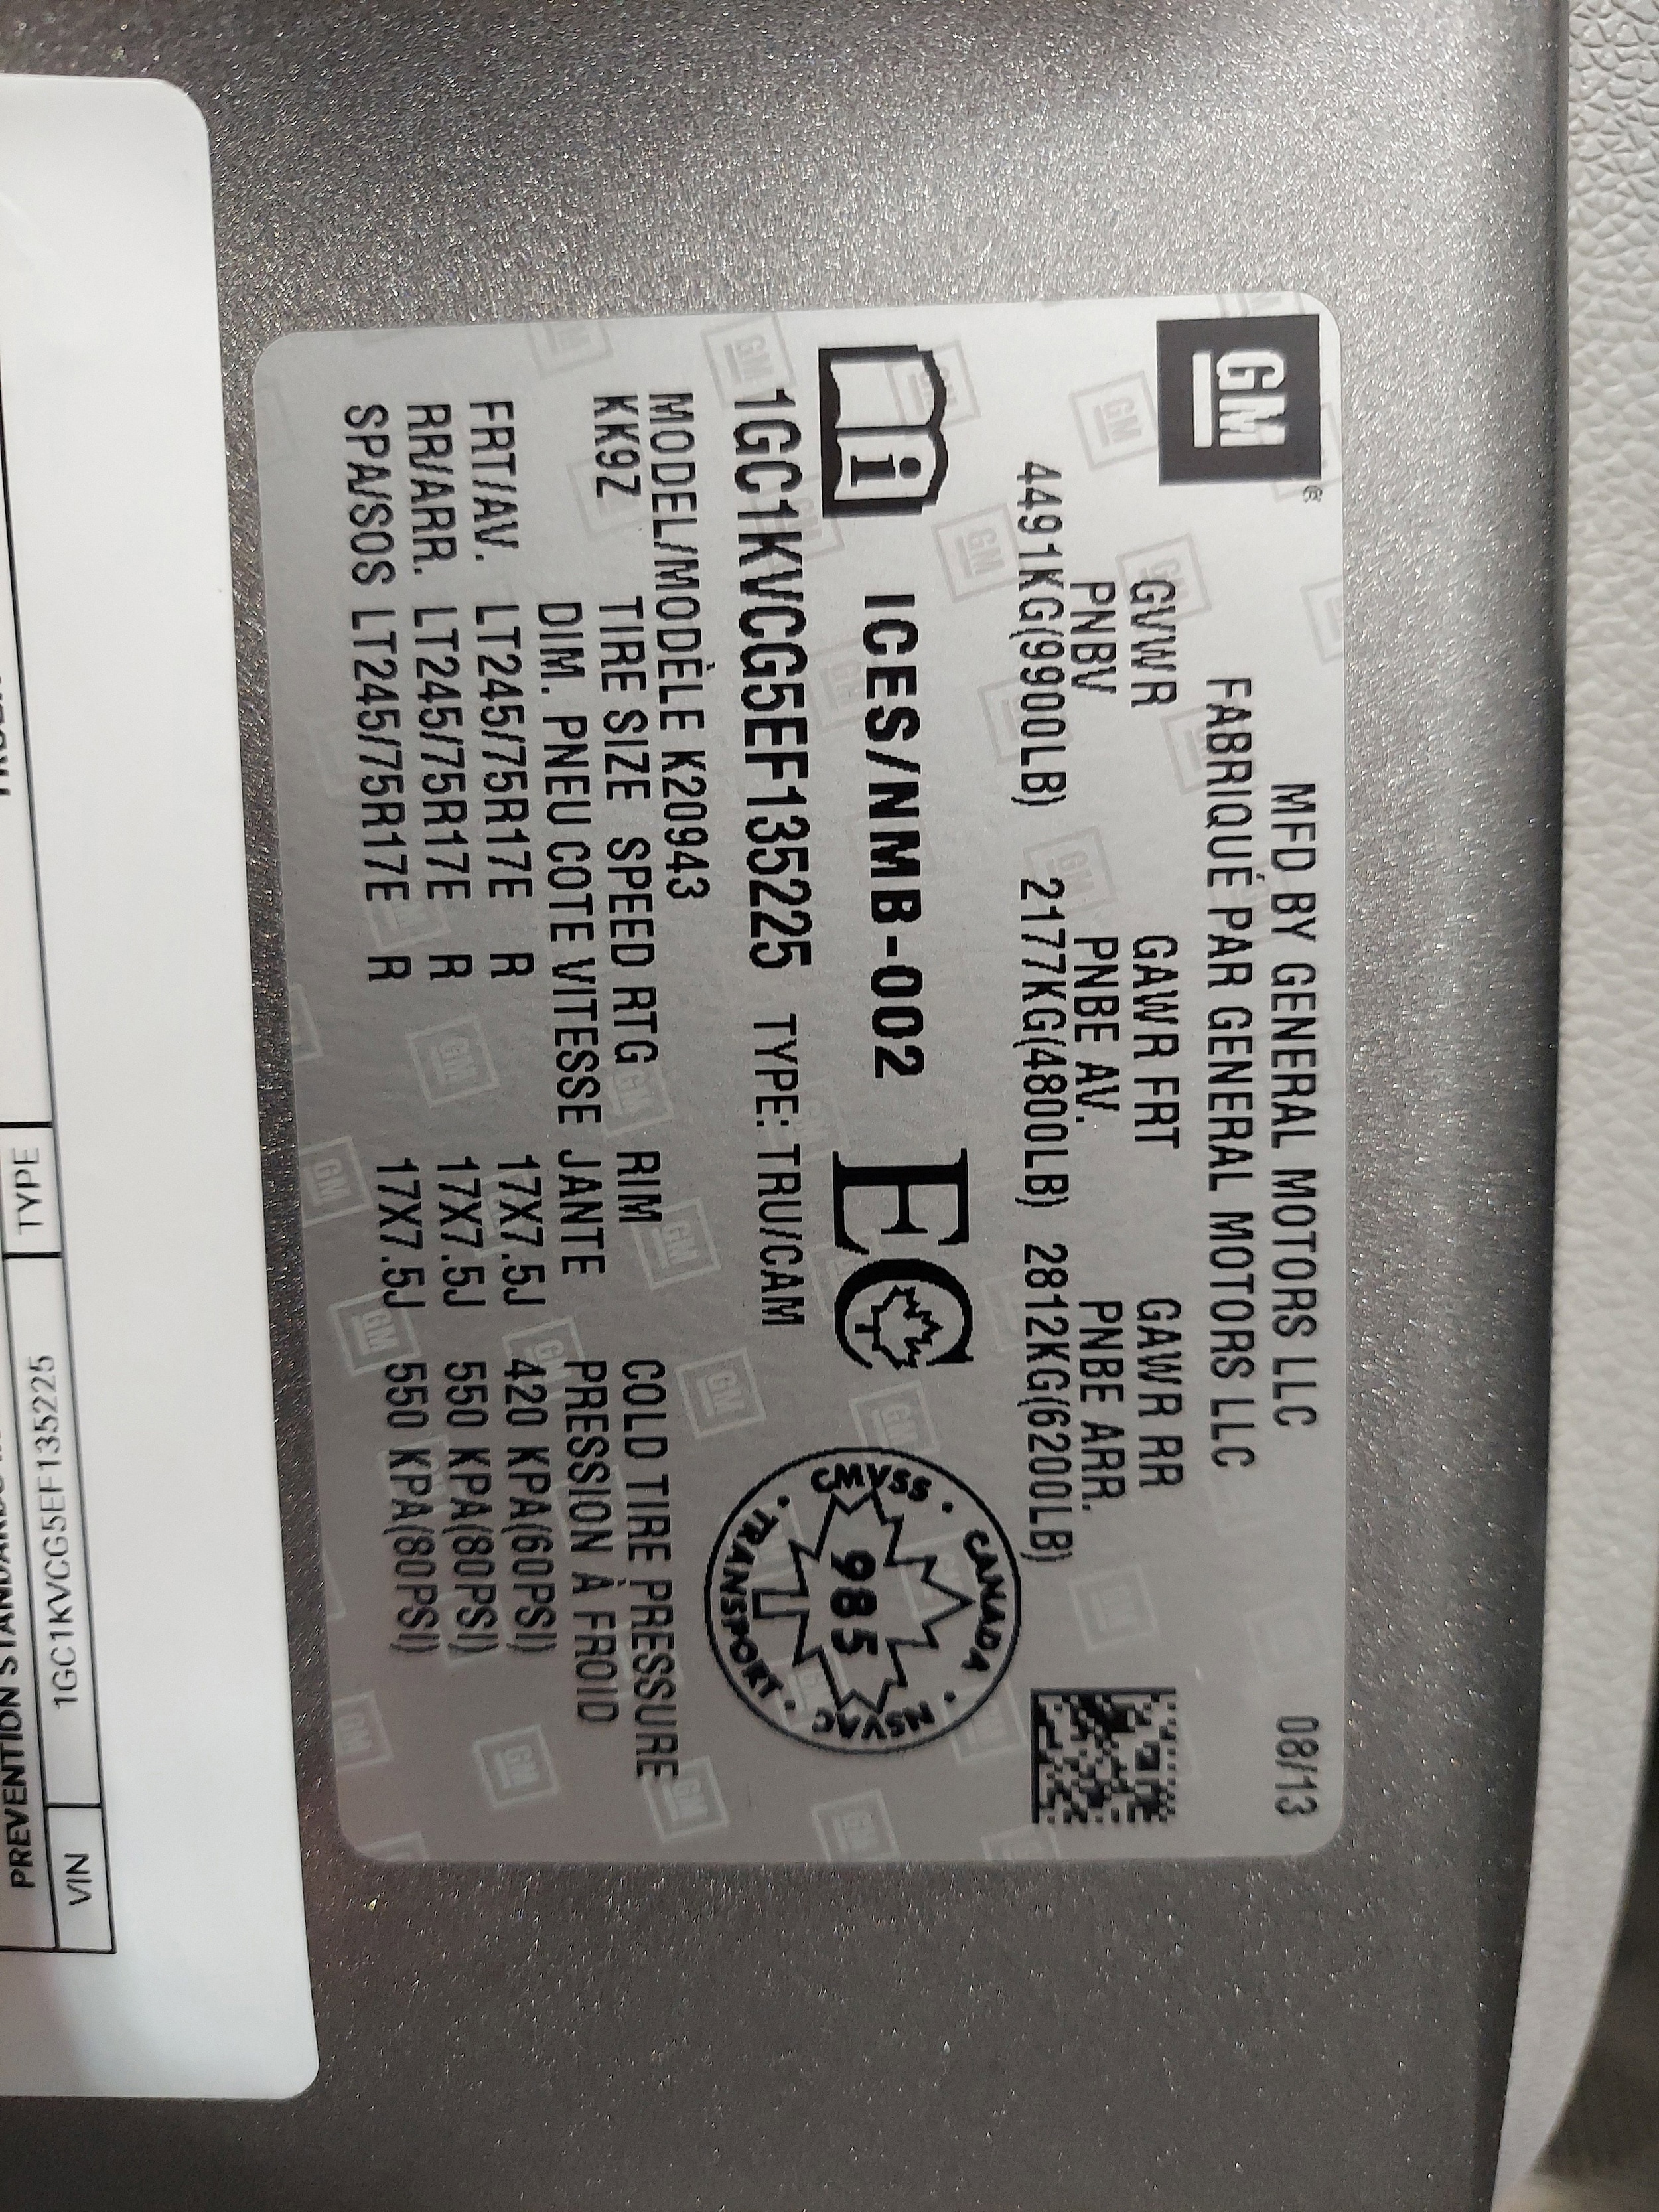 GM®
MFD BY GENERAL MOTORS LLC 08/13
FABRIQUÉ PAR GENERAL MOTORS LLC
GVWR GAWR FRT GAWR RR
PNBV PNBE AV. PNBE ARR.
4491KG(9900LB) 2177KG(4800LB) 2812KG(6200LB)
i ICES/NMB-002 EC
CANADA · NSVAC · TRANSPORT · CMVSS ·
985
1GC1KVCG5EF135225 TYPE: TRU/CAM
MODEL/MODÈLE K20943
KK9Z TIRE SIZE SPEED RTG RIM COLD TIRE PRESSURE
DIM. PNEU COTE VITESSE JANTE PRESSION À FROID
FRT/AV. LT245/75R17E R 17X7.5J 420 KPA(60PSI)
RR/ARR. LT245/75R17E R 17X7.5J 550 KPA(80PSI)
SPA/SOS LT245/75R17E R 17X7.5J 550 KPA(80PSI)
PREVENTION
VIN 1GC1KVCG5EF135225 TYPE